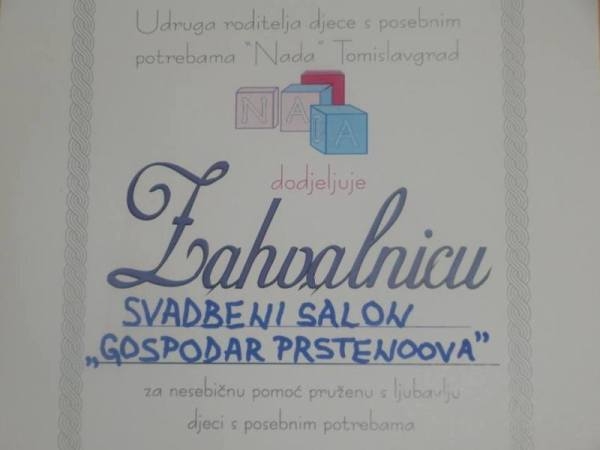 Udruga roditelja djece s posebnim
potrebama "Nada" Tomislavgrad
NADA
dodjeljuje
Zahvalnicu
SVADBENI SALON
„GOSPODAR PRSTENOOVA”
za nesebičnu pomoć pruženu s ljubavlju
djeci s posebnim potrebama